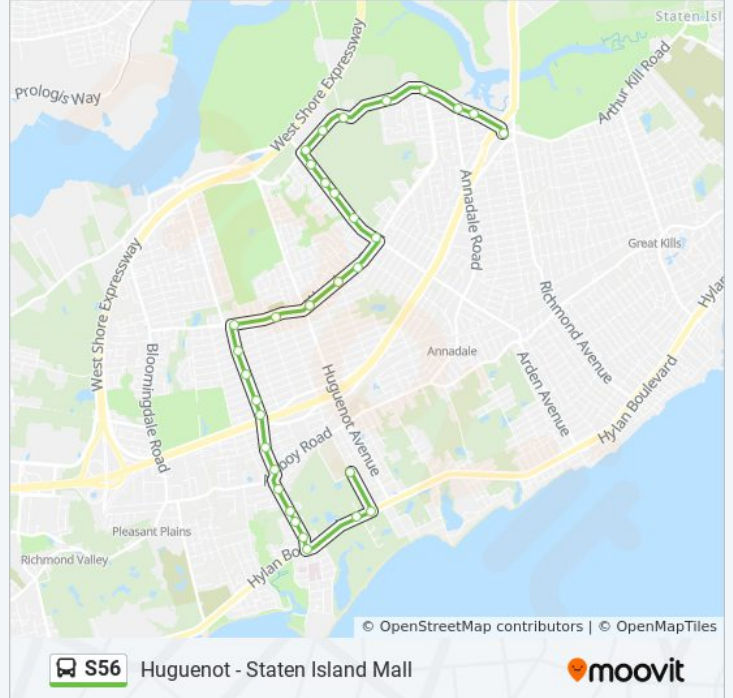 Staten Isl
West Shore Expressway
Prolog/s Way
Arthur Kill Road
Annadale Road
Great Kills
West Shore Expressway
Hylan
Richmond Avenue
Bloomingdale Road
Annadale
Arden Avenue
Huguenot Avenue
Hylan Boulevard
boy Road
Pleasant Plains
Richmond Valley
Hylan Bo
© OpenStreetMap contributors | © OpenMapTiles
S56 Huguenot - Staten Island Mall
moovit